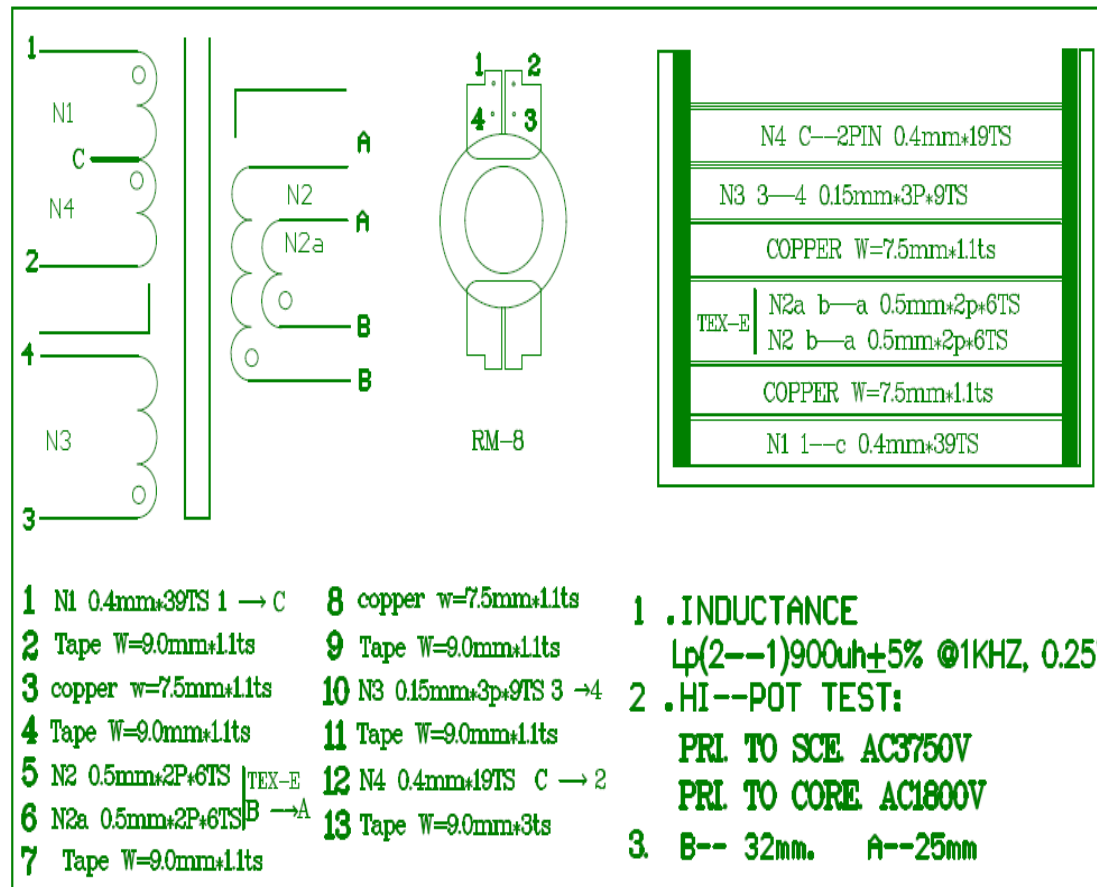 1
N1
C
N4
2
4
N3
3
A
N2
A
N2a
B
B
1 2
4 3
RM-8
N4 C--2PIN 0.4mm*19TS
N3 3--4 0.15mm*3P*9TS
COPPER W=7.5mm*1.1ts
TEX-E
N2a b--a 0.5mm*2p*6TS
N2 b--a 0.5mm*2p*6TS
COPPER W=7.5mm*1.1ts
N1 1--c 0.4mm*39TS
1 N1 0.4mm*39TS 1 → C
2 Tape W=9.0mm*1.1ts
3 copper w=7.5mm*1.1ts
4 Tape W=9.0mm*1.1ts
5 N2 0.5mm*2P*6TS
6 N2a 0.5mm*2P*6TS
TEX-E
B → A
7 Tape W=9.0mm*1.1ts
8 copper w=7.5mm*1.1ts
9 Tape W=9.0mm*1.1ts
10 N3 0.15mm*3p*9TS 3 → 4
11 Tape W=9.0mm*1.1ts
12 N4 0.4mm*19TS C → 2
13 Tape W=9.0mm*3ts
1 .INDUCTANCE
Lp(2--1)900uh±5% @1KHZ, 0.25
2 .HI--POT TEST:
PRI. TO SCE. AC3750V
PRI. TO CORE. AC1800V
3. B-- 32mm. A--25mm